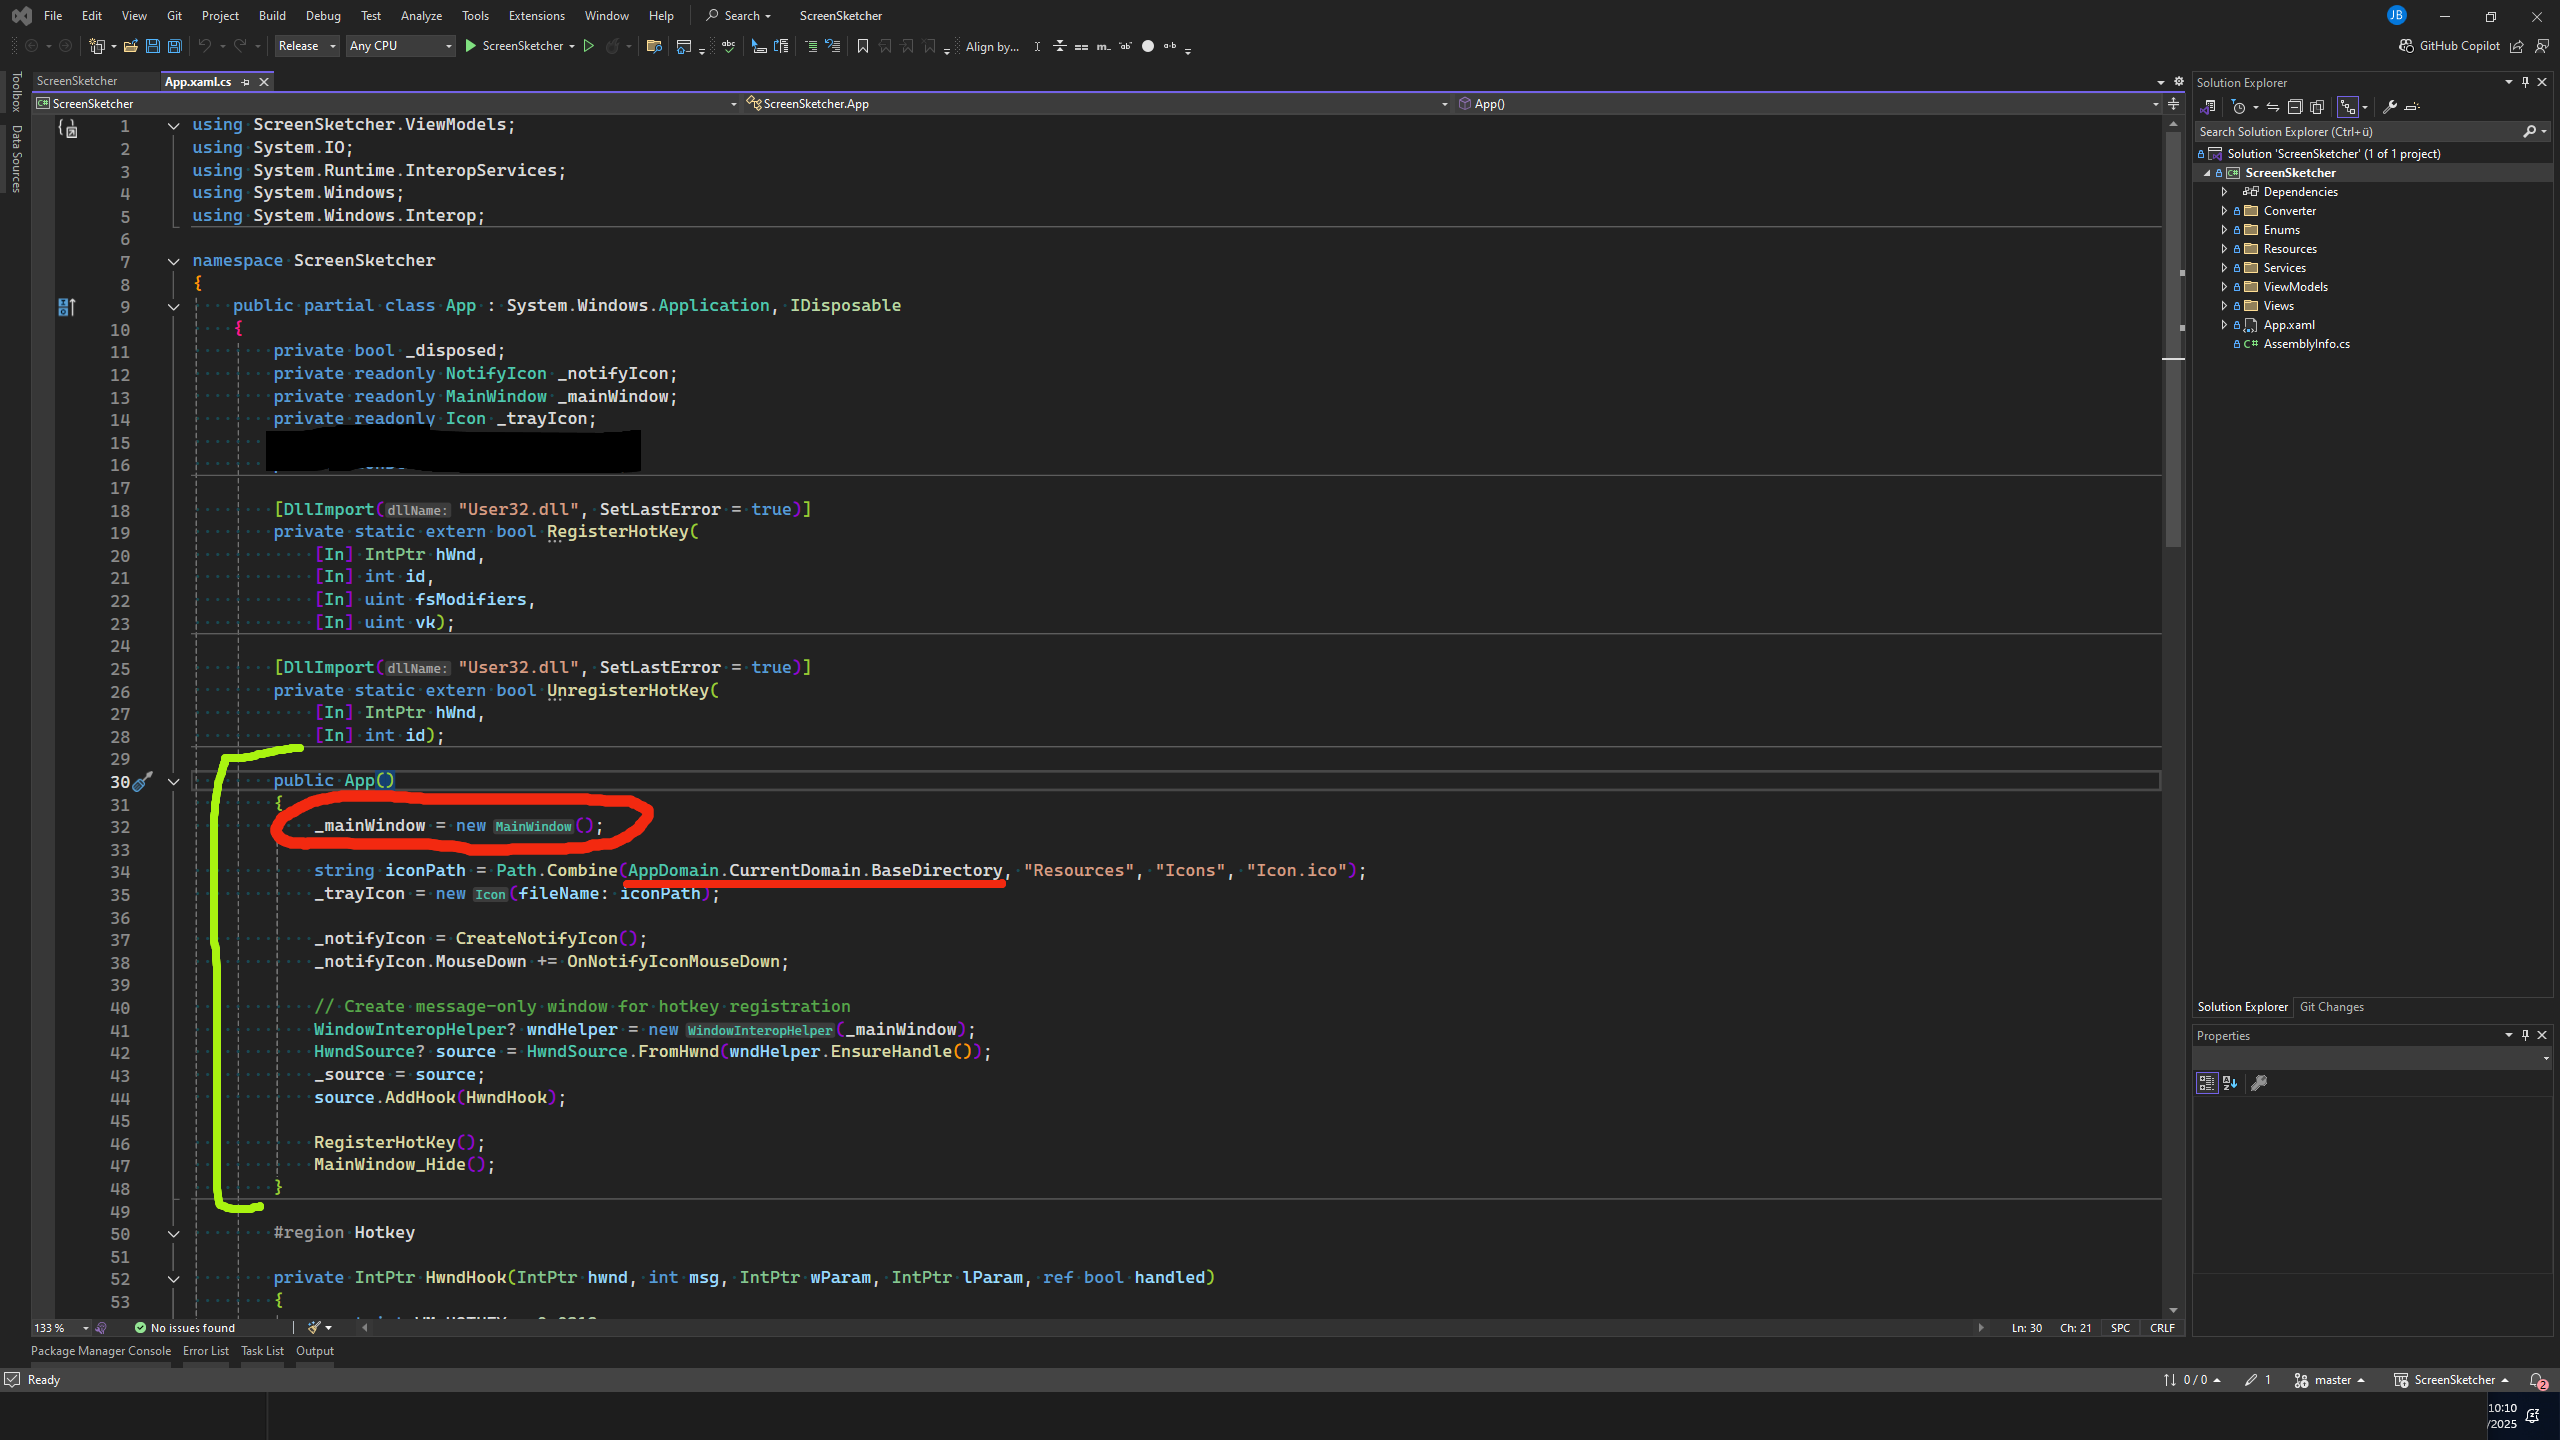 File Edit View Git Project Build Debug Test Analyze Tools Extensions Window Help Search ScreenSketcher JB
Release Any CPU ScreenSketcher Align by... GitHub Copilot
Toolbox
Data Sources
ScreenSketcher App.xaml.cs
ScreenSketcher ScreenSketcher.App App()
1 using ScreenSketcher.ViewModels;
2 using System.IO;
3 using System.Runtime.InteropServices;
4 using System.Windows;
5 using System.Windows.Interop;
6
7 namespace ScreenSketcher
8 {
9 public partial class App : System.Windows.Application, IDisposable
10 {
11 private bool _disposed;
12 private readonly NotifyIcon _notifyIcon;
13 private readonly MainWindow _mainWindow;
14 private readonly Icon _trayIcon;
15
16
17
18 [DllImport(dllName: "User32.dll", SetLastError = true)]
19 private static extern bool RegisterHotKey(
20 [In] IntPtr hWnd,
21 [In] int id,
22 [In] uint fsModifiers,
23 [In] uint vk);
24
25 [DllImport(dllName: "User32.dll", SetLastError = true)]
26 private static extern bool UnregisterHotKey(
27 [In] IntPtr hWnd,
28 [In] int id);
29
30 public App()
31 {
32 _mainWindow = new MainWindow();
33
34 string iconPath = Path.Combine(AppDomain.CurrentDomain.BaseDirectory, "Resources", "Icons", "Icon.ico");
35 _trayIcon = new Icon(fileName: iconPath);
36
37 _notifyIcon = CreateNotifyIcon();
38 _notifyIcon.MouseDown += OnNotifyIconMouseDown;
39
40 // Create message-only window for hotkey registration
41 WindowInteropHelper? wndHelper = new WindowInteropHelper(_mainWindow);
42 HwndSource? source = HwndSource.FromHwnd(wndHelper.EnsureHandle());
43 _source = source;
44 source.AddHook(HwndHook);
45
46 RegisterHotKey();
47 MainWindow_Hide();
48 }
49
50 #region Hotkey
51
52 private IntPtr HwndHook(IntPtr hwnd, int msg, IntPtr wParam, IntPtr lParam, ref bool handled)
53 {
133 % No issues found Ln: 30 Ch: 21 SPC CRLF
Package Manager Console Error List Task List Output
Solution Explorer
Search Solution Explorer (Ctrl+ü)
Solution 'ScreenSketcher' (1 of 1 project)
ScreenSketcher
Dependencies
Converter
Enums
Resources
Services
ViewModels
Views
App.xaml
C# AssemblyInfo.cs
Solution Explorer Git Changes
Properties
Ready 0 / 0 1 master ScreenSketcher 2
10:10
/2025